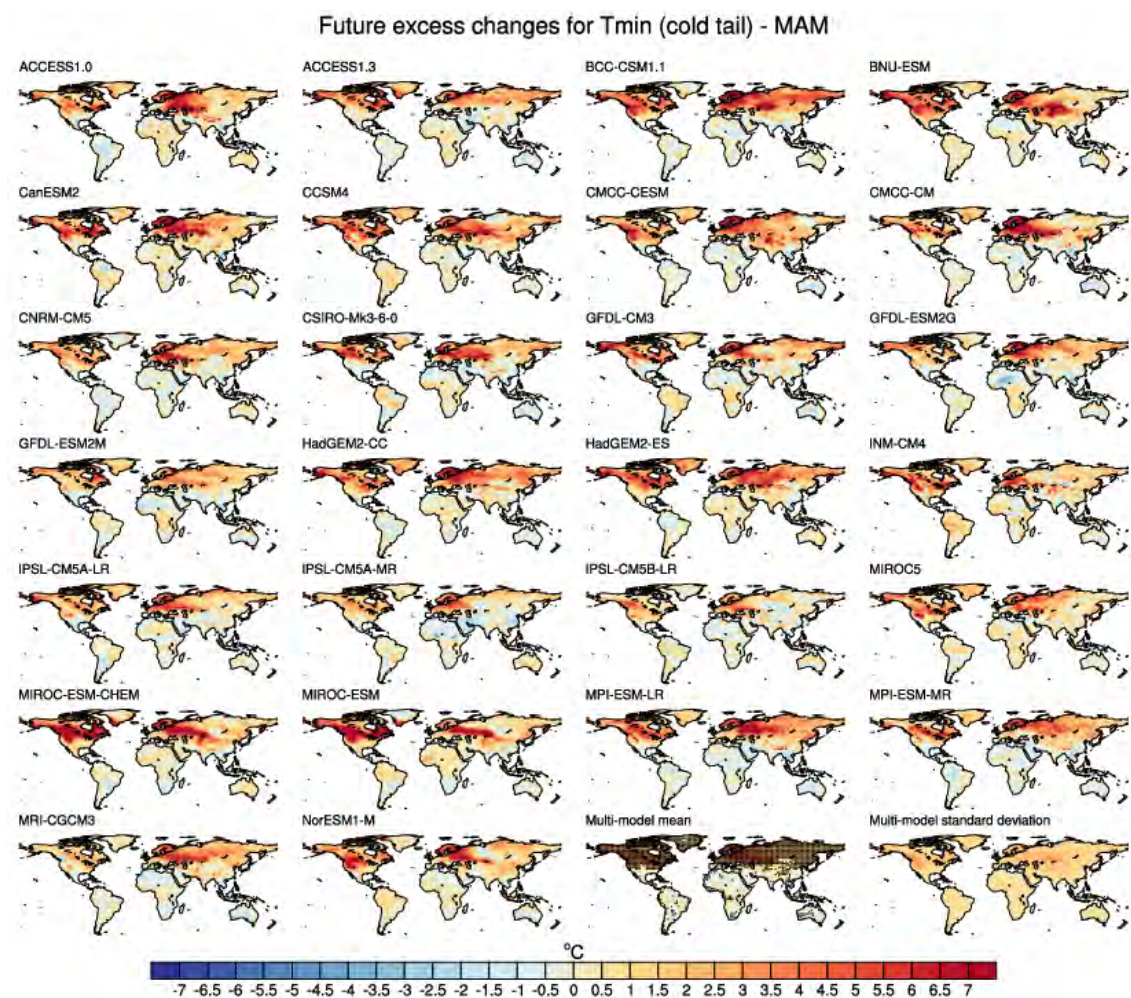 Future excess changes for Tmin (cold tail) - MAM
ACCESS1.0 ACCESS1.3 BCC-CSM1.1 BNU-ESM
CanESM2 CCSM4 CMCC-CESM CMCC-CM
CNRM-CM5 CSIRO-Mk3-6-0 GFDL-CM3 GFDL-ESM2G
GFDL-ESM2M HadGEM2-CC HadGEM2-ES INM-CM4
IPSL-CM5A-LR IPSL-CM5A-MR IPSL-CM5B-LR MIROC5
MIROC-ESM-CHEM MIROC-ESM MPI-ESM-LR MPI-ESM-MR
MRI-CGCM3 NorESM1-M Multi-model mean Multi-model standard deviation
°C
-7 -6.5 -5.5 -5 -4.5 -4 -3.5 -3 -2.5 -2 -1.5 -1 -0.5 0 0.5 1.5 2 2.5 3 3.5 4 4.5 5 5.5 6 6.5 7